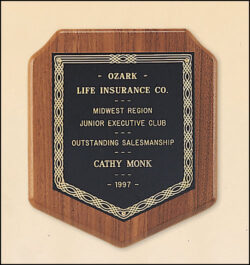 - OZARK -
LIFE INSURANCE CO.
- - -
MIDWEST REGION
JUNIOR EXECUTIVE CLUB
- - -
OUTSTANDING SALESMANSHIP
- - -
CATHY MONK
- - -
- 1997 -